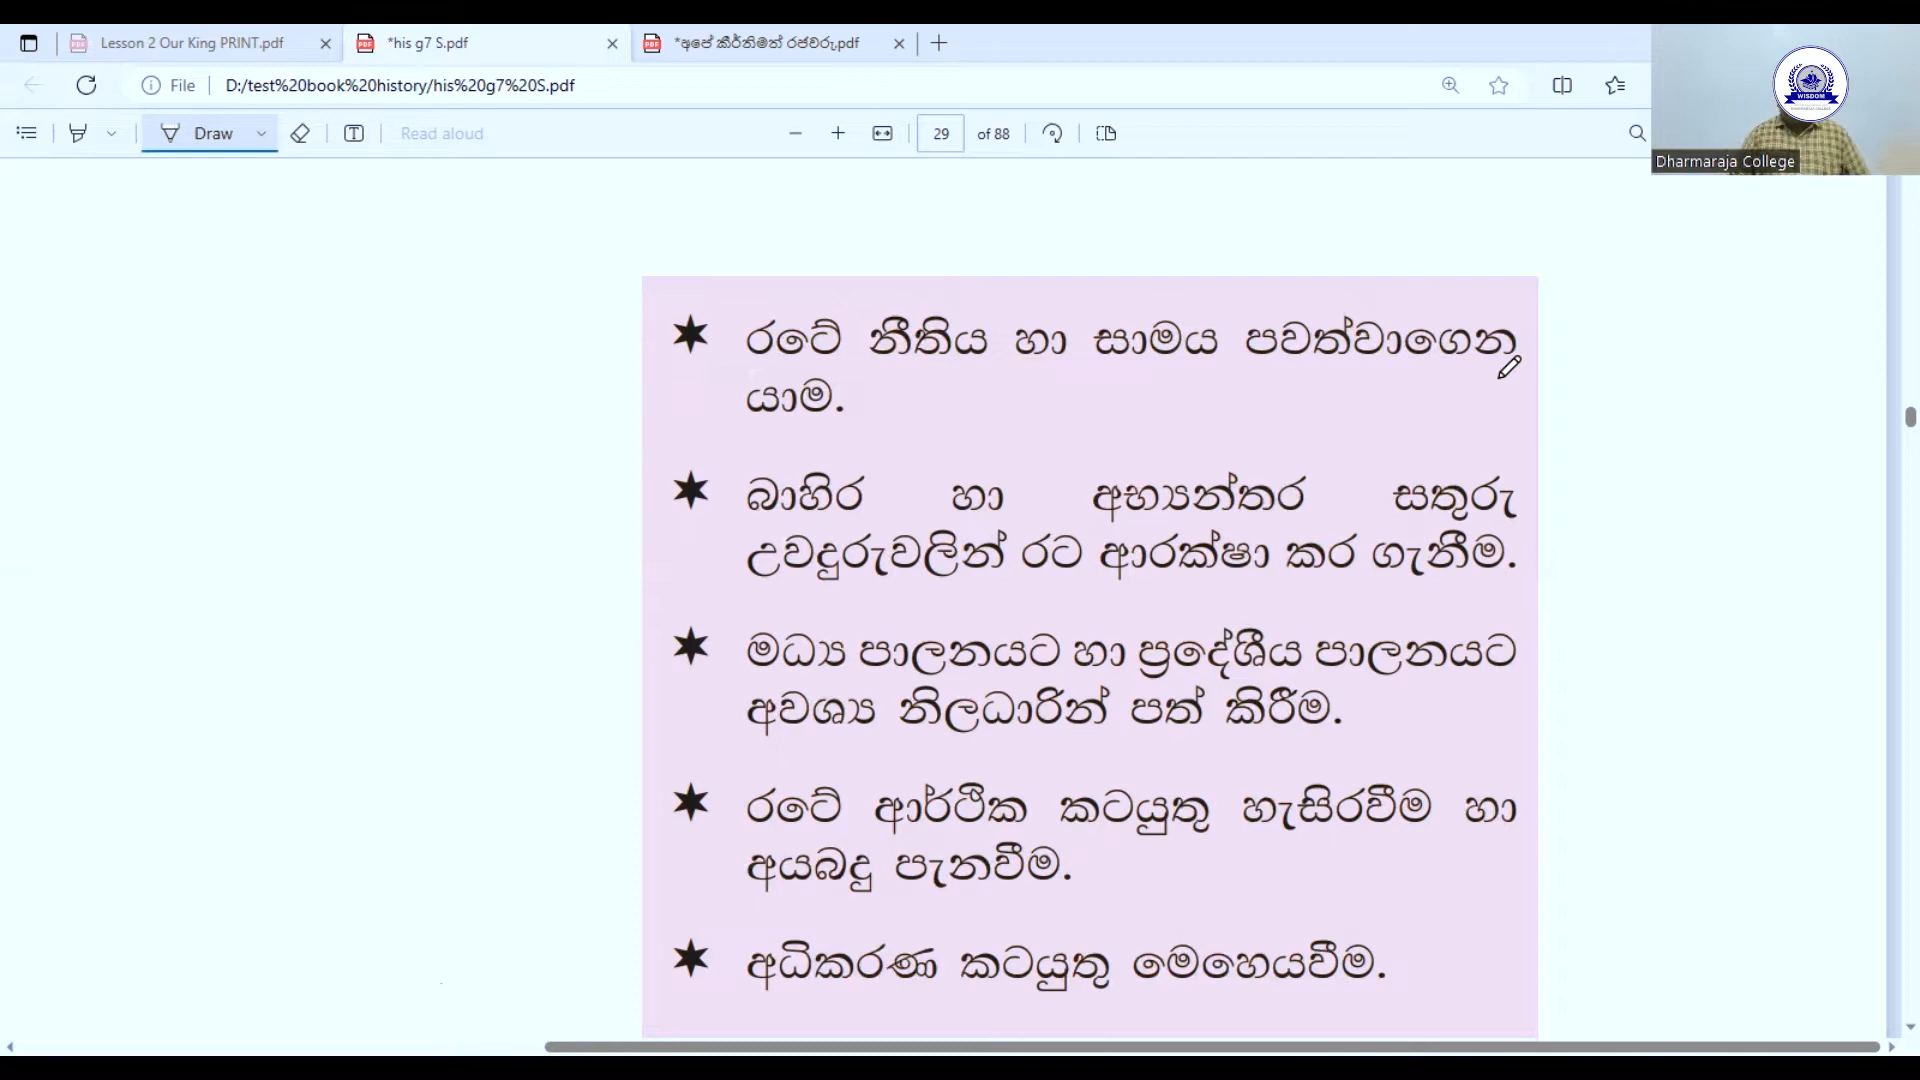 Lesson 2 Our King PRINT.pdf
*his g7 S.pdf
*අපේ කීර්තිමත් රජවරු.pdf
File
D:/test%20book%20history/his%20g7%20S.pdf
Draw
Read aloud
29 of 88
WISDOM
Dharmaraja College
රටේ නීතිය හා සාමය පවත්වාගෙන
යාම.
බාහිර හා අභ්‍යන්තර සතුරු
උවදුරුවලින් රට ආරක්ෂා කර ගැනීම.
මධ්‍ය පාලනයට හා ප්‍රදේශීය පාලනයට
අවශ්‍ය නිලධාරින් පත් කිරීම.
රටේ ආර්ථික කටයුතු හැසිරවීම හා
අයබදු පැනවීම.
අධිකරණ කටයුතු මෙහෙයවීම.